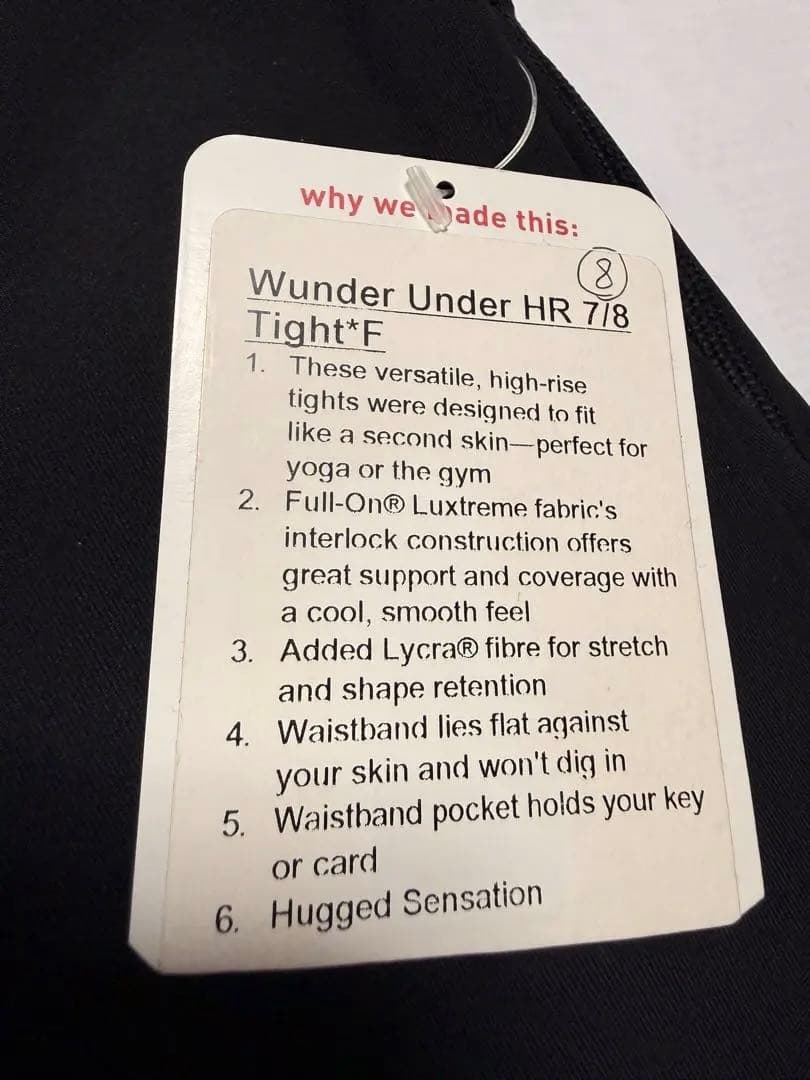 why we made this:
8
Wunder Under HR 7/8
Tight*F
1. These versatile, high-rise
tights were designed to fit
like a second skin—perfect for
yoga or the gym
2. Full-On® Luxtreme fabric's
interlock construction offers
great support and coverage with
a cool, smooth feel
3. Added Lycra® fibre for stretch
and shape retention
4. Waistband lies flat against
your skin and won't dig in
5. Waistband pocket holds your key
or card
6. Hugged Sensation